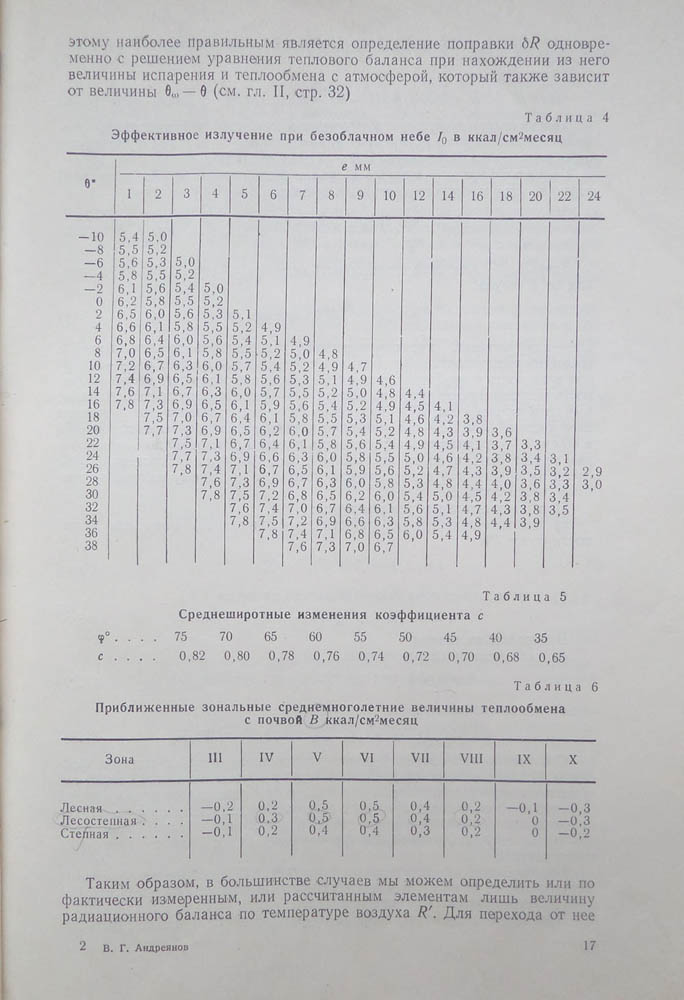 этому наиболее правильным является определение поправки δR одновре-
менно с решением уравнения теплового баланса при нахождении из него
величины испарения и теплообмена с атмосферой, который также зависит
от величины θω — θ (см. гл. II, стр. 32)
Таблица 4
Эффективное излучение при безоблачном небе I₀ в ккал/см²месяц
θ° e мм
1 2 3 4 5 6 7 8 9 10 12 14 16 18 20 22 24
—10 5,4 5,0
—8 5,5 5,2
—6 5,6 5,3 5,0
—4 5,8 5,5 5,2
—2 6,1 5,6 5,4 5,0
0 6,2 5,8 5,5 5,2
2 6,5 6,0 5,6 5,3 5,1
4 6,6 6,1 5,8 5,5 5,2 4,9
6 6,8 6,4 6,0 5,6 5,4 5,1 4,9
8 7,0 6,5 6,1 5,8 5,5 5,2 5,0 4,8
10 7,2 6,7 6,3 6,0 5,7 5,4 5,2 4,9 4,7
12 7,4 6,9 6,5 6,1 5,8 5,6 5,3 5,1 4,9 4,6
14 7,6 7,1 6,7 6,3 6,0 5,7 5,5 5,2 5,0 4,8 4,4
16 7,8 7,3 6,9 6,5 6,1 5,9 5,6 5,4 5,2 4,9 4,5 4,1
18 7,5 7,0 6,7 6,4 6,1 5,8 5,5 5,3 5,1 4,6 4,2 3,8
20 7,7 7,3 6,9 6,5 6,2 6,0 5,7 5,4 5,2 4,8 4,3 3,9 3,6
22 7,5 7,1 6,7 6,4 6,1 5,8 5,6 5,4 4,9 4,5 4,1 3,7 3,3
24 7,7 7,3 6,9 6,6 6,3 6,0 5,8 5,5 5,0 4,6 4,2 3,8 3,4 3,1
26 7,8 7,4 7,1 6,7 6,5 6,1 5,9 5,6 5,2 4,7 4,3 3,9 3,5 3,2 2,9
28 7,6 7,3 6,9 6,7 6,3 6,0 5,8 5,3 4,8 4,4 4,0 3,6 3,3 3,0
30 7,8 7,5 7,2 6,8 6,5 6,2 6,0 5,4 5,0 4,5 4,2 3,8 3,4
32 7,6 7,4 7,0 6,7 6,4 6,1 5,6 5,1 4,7 4,3 3,8 3,5
34 7,8 7,5 7,2 6,9 6,6 6,3 5,8 5,3 4,8 4,4 3,9
36 7,8 7,4 7,1 6,8 6,5 6,0 5,4 4,9
38 7,6 7,3 7,0 6,7
Таблица 5
Среднеширотные изменения коэффициента c
φ° . . . . 75 70 65 60 55 50 45 40 35
c . . . . 0,82 0,80 0,78 0,76 0,74 0,72 0,70 0,68 0,65
Таблица 6
Приближенные зональные среднемноголетние величины теплообмена
с почвой B ккал/см²месяц
Зона III IV V VI VII VIII IX X
Лесная . . . . . . —0,2 0,2 0,5 0,5 0,4 0,2 —0,1 —0,3
Лесостепная . . . . —0,1 0,3 0,5 0,5 0,4 0,2 0 —0,3
Степная . . . . . . —0,1 0,2 0,4 0,4 0,3 0,2 0 —0,2
Таким образом, в большинстве случаев мы можем определить или по
фактически измеренным, или рассчитанным элементам лишь величину
радиационного баланса по температуре воздуха R′. Для перехода от нее
2 В. Г. Андреянов 17